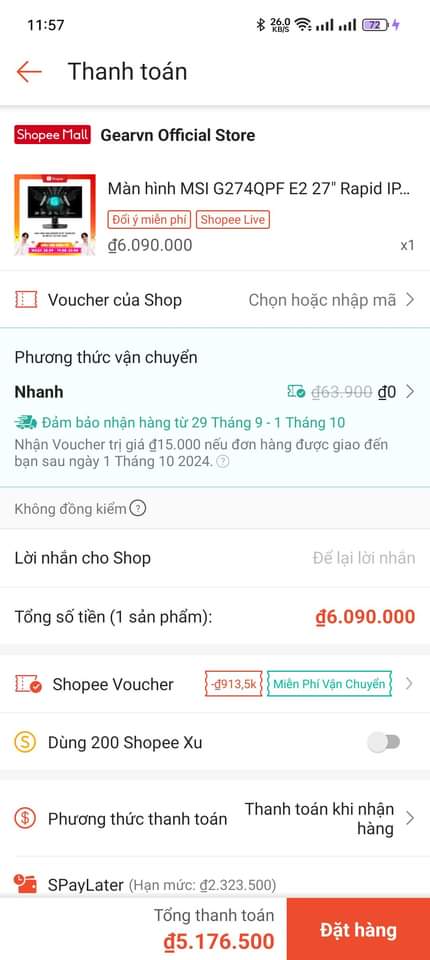 11:57
26.0
KB/S
72
Thanh toán
Shopee Mall Gearvn Official Store
Màn hình MSI G274QPF E2 27" Rapid IP...
Đổi ý miễn phí Shopee Live
₫6.090.000 x1
Voucher của Shop Chọn hoặc nhập mã
Phương thức vận chuyển
Nhanh ₫63.900 ₫0
Đảm bảo nhận hàng từ 29 Tháng 9 - 1 Tháng 10
Nhận Voucher trị giá ₫15.000 nếu đơn hàng được giao đến
bạn sau ngày 1 Tháng 10 2024. ?
Không đồng kiểm ?
Lời nhắn cho Shop Để lại lời nhắn
Tổng số tiền (1 sản phẩm): ₫6.090.000
Shopee Voucher -₫913,5k Miễn Phí Vận Chuyển
S Dùng 200 Shopee Xu
$ Phương thức thanh toán Thanh toán khi nhận
hàng
SPayLater (Hạn mức: ₫2.323.500)
Tổng thanh toán
₫5.176.500
Đặt hàng